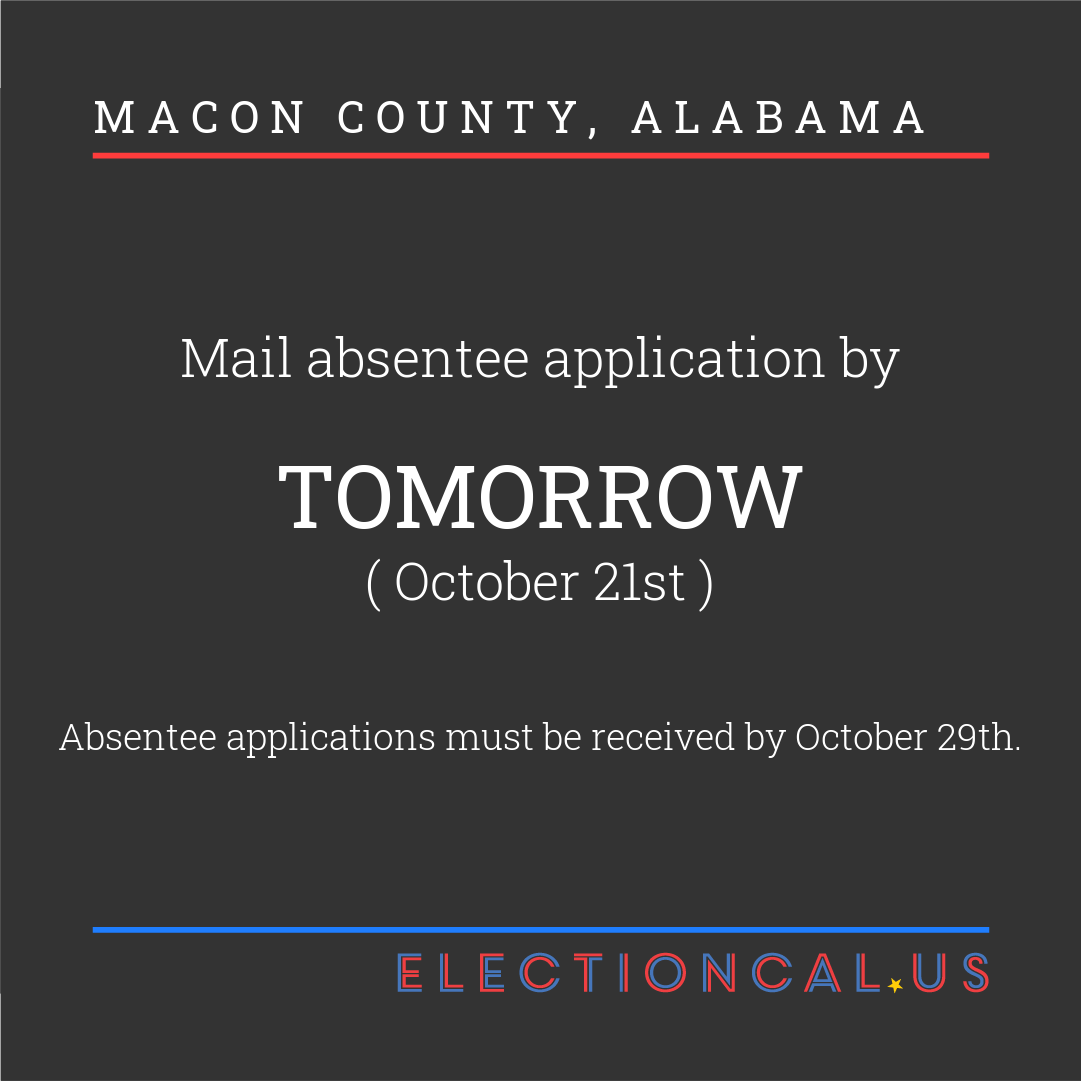 MACON COUNTY, ALABAMA
Mail absentee application by
TOMORROW
( October 21st )
Absentee applications must be received by October 29th.
ELECTIONCAL.US